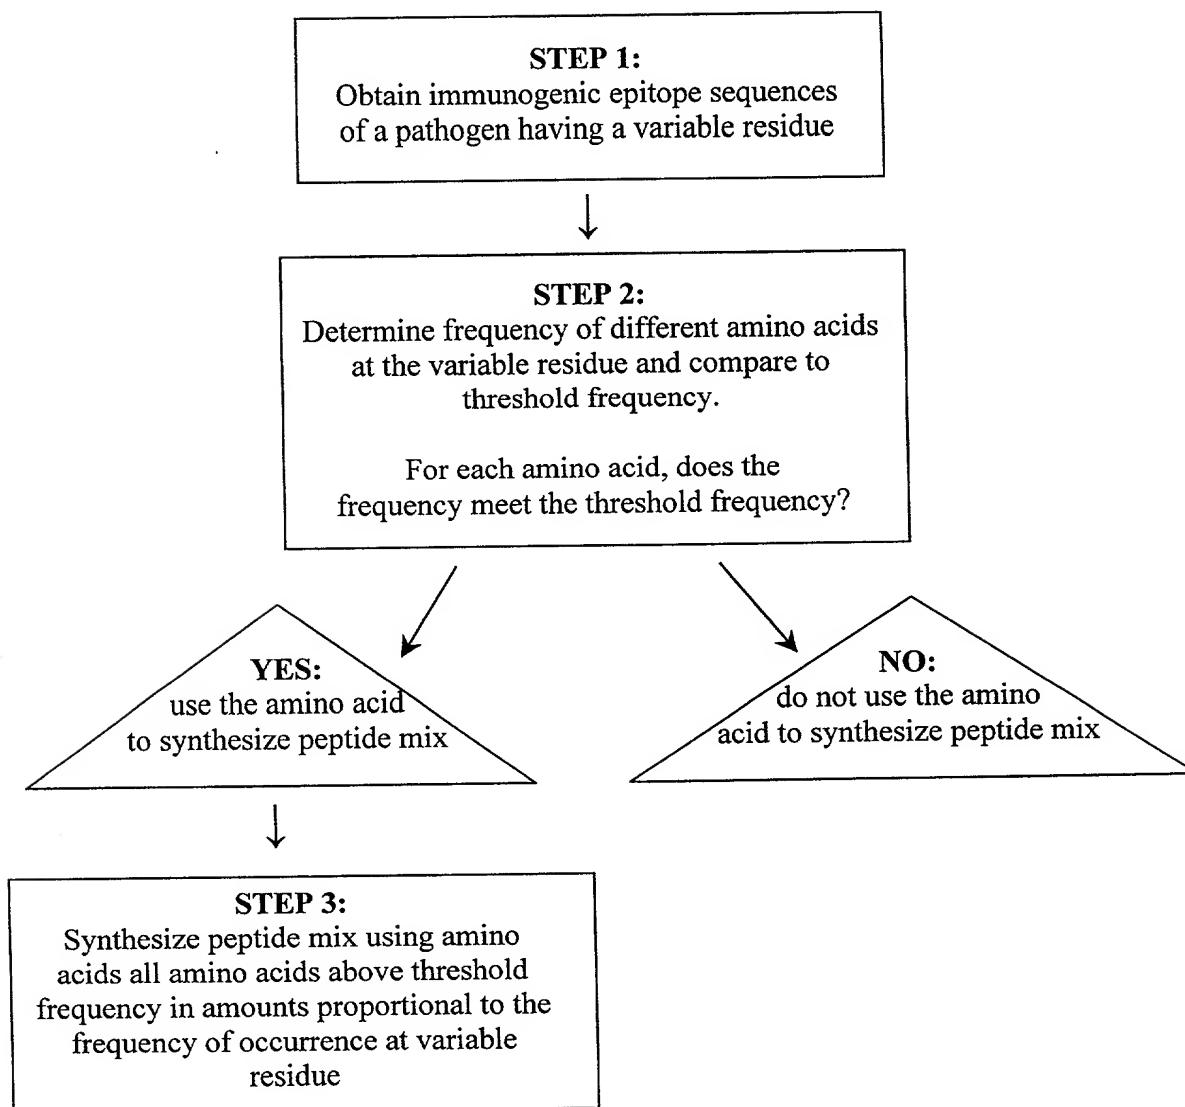 STEP 1:
Obtain immunogenic epitope sequences
of a pathogen having a variable residue
STEP 2:
Determine frequency of different amino acids
at the variable residue and compare to
threshold frequency.
For each amino acid, does the
frequency meet the threshold frequency?
YES:
use the amino acid
to synthesize peptide mix
NO:
do not use the amino
acid to synthesize peptide mix
STEP 3:
Synthesize peptide mix using amino
acids all amino acids above threshold
frequency in amounts proportional to the
frequency of occurrence at variable
residue